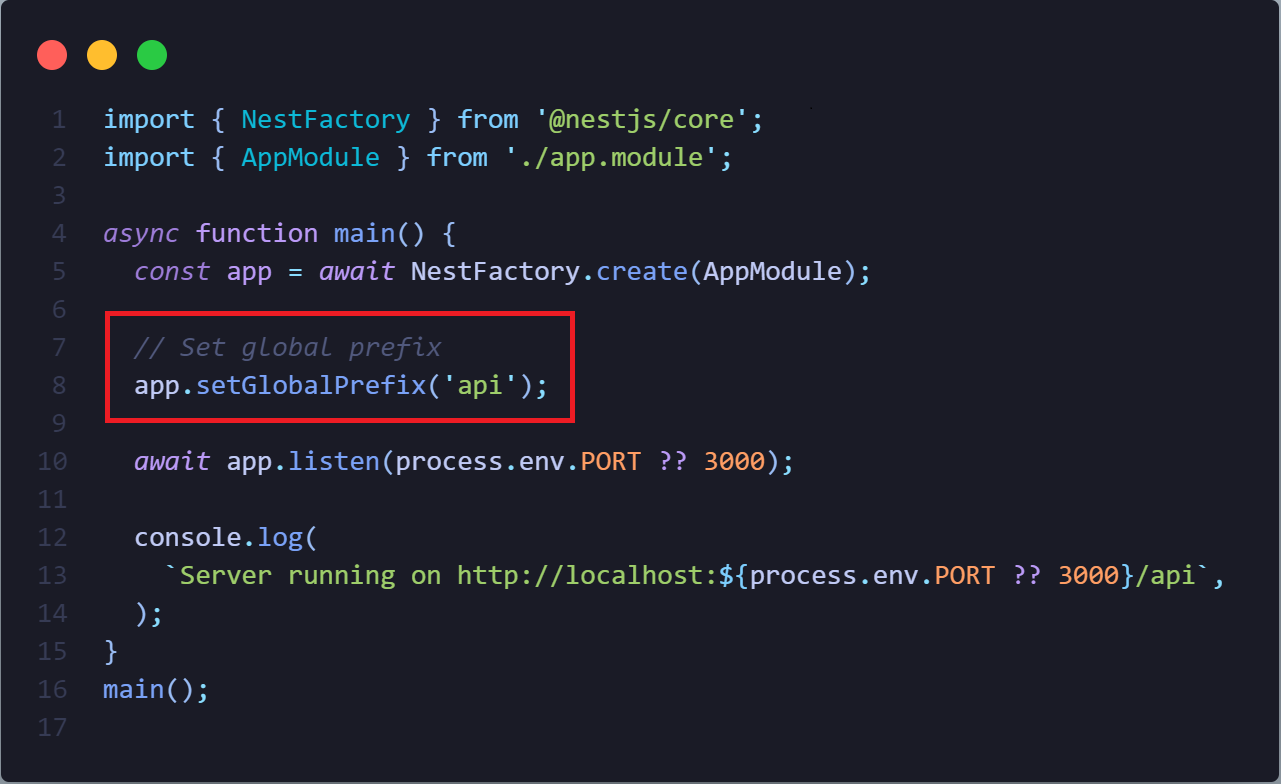 1 import { NestFactory } from '@nestjs/core';
2 import { AppModule } from './app.module';
3
4 async function main() {
5   const app = await NestFactory.create(AppModule);
6
7   // Set global prefix
8   app.setGlobalPrefix('api');
9
10   await app.listen(process.env.PORT ?? 3000);
11
12   console.log(
13     `Server running on http://localhost:${process.env.PORT ?? 3000}/api`,
14   );
15 }
16 main();
17